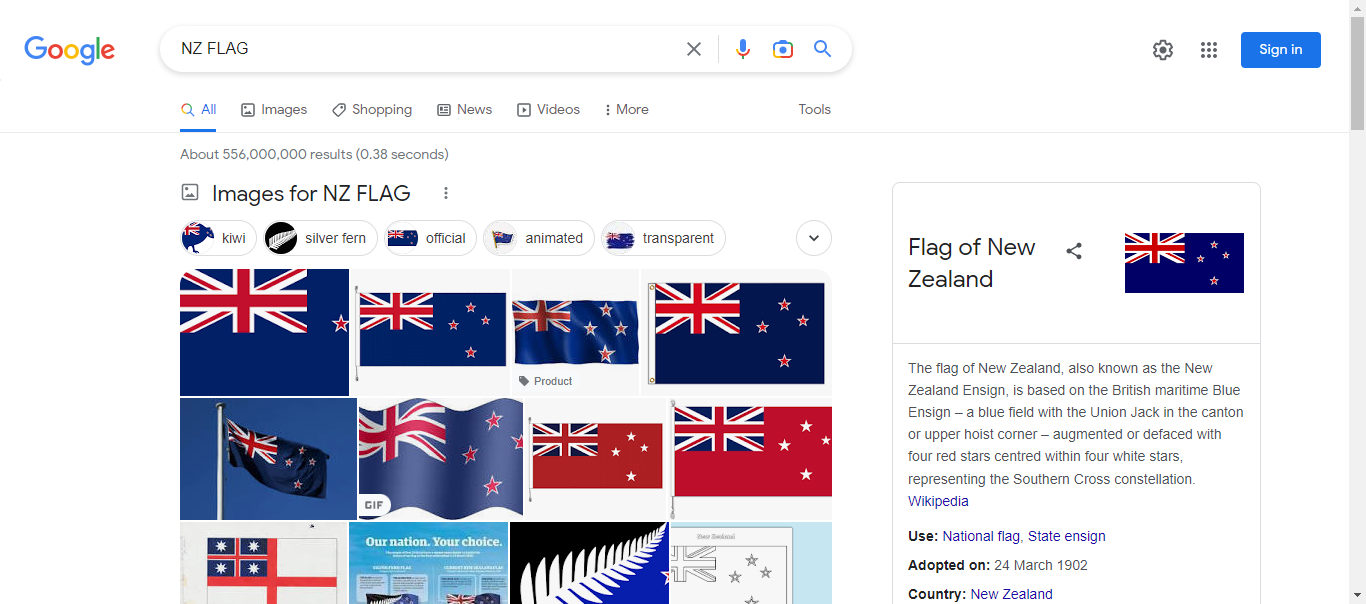 Google
NZ FLAG
Sign in
All
Images
Shopping
News
Videos
More
Tools
About 556,000,000 results (0.38 seconds)
Images for NZ FLAG
kiwi
silver fern
official
animated
transparent
Product
GIF
Our nation. Your choice.
New Zealand
Flag of New
Zealand
The flag of New Zealand, also known as the New
Zealand Ensign, is based on the British maritime Blue
Ensign – a blue field with the Union Jack in the canton
or upper hoist corner – augmented or defaced with
four red stars centred within four white stars,
representing the Southern Cross constellation.
Wikipedia
Use: National flag, State ensign
Adopted on: 24 March 1902
Country: New Zealand